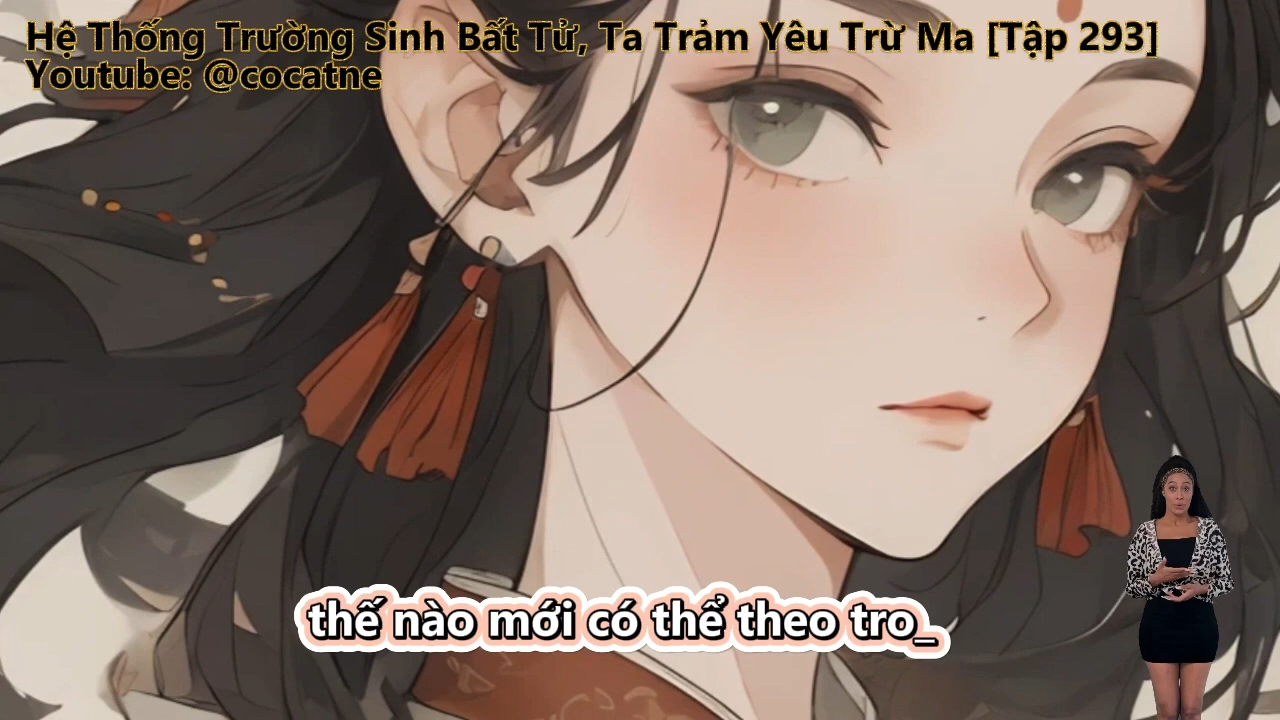 Hệ Thống Trường Sinh Bất Tử, Ta Trảm Yêu Trừ Ma [Tập 293]
Youtube: @cocatne
thế nào mới có thể theo tro_